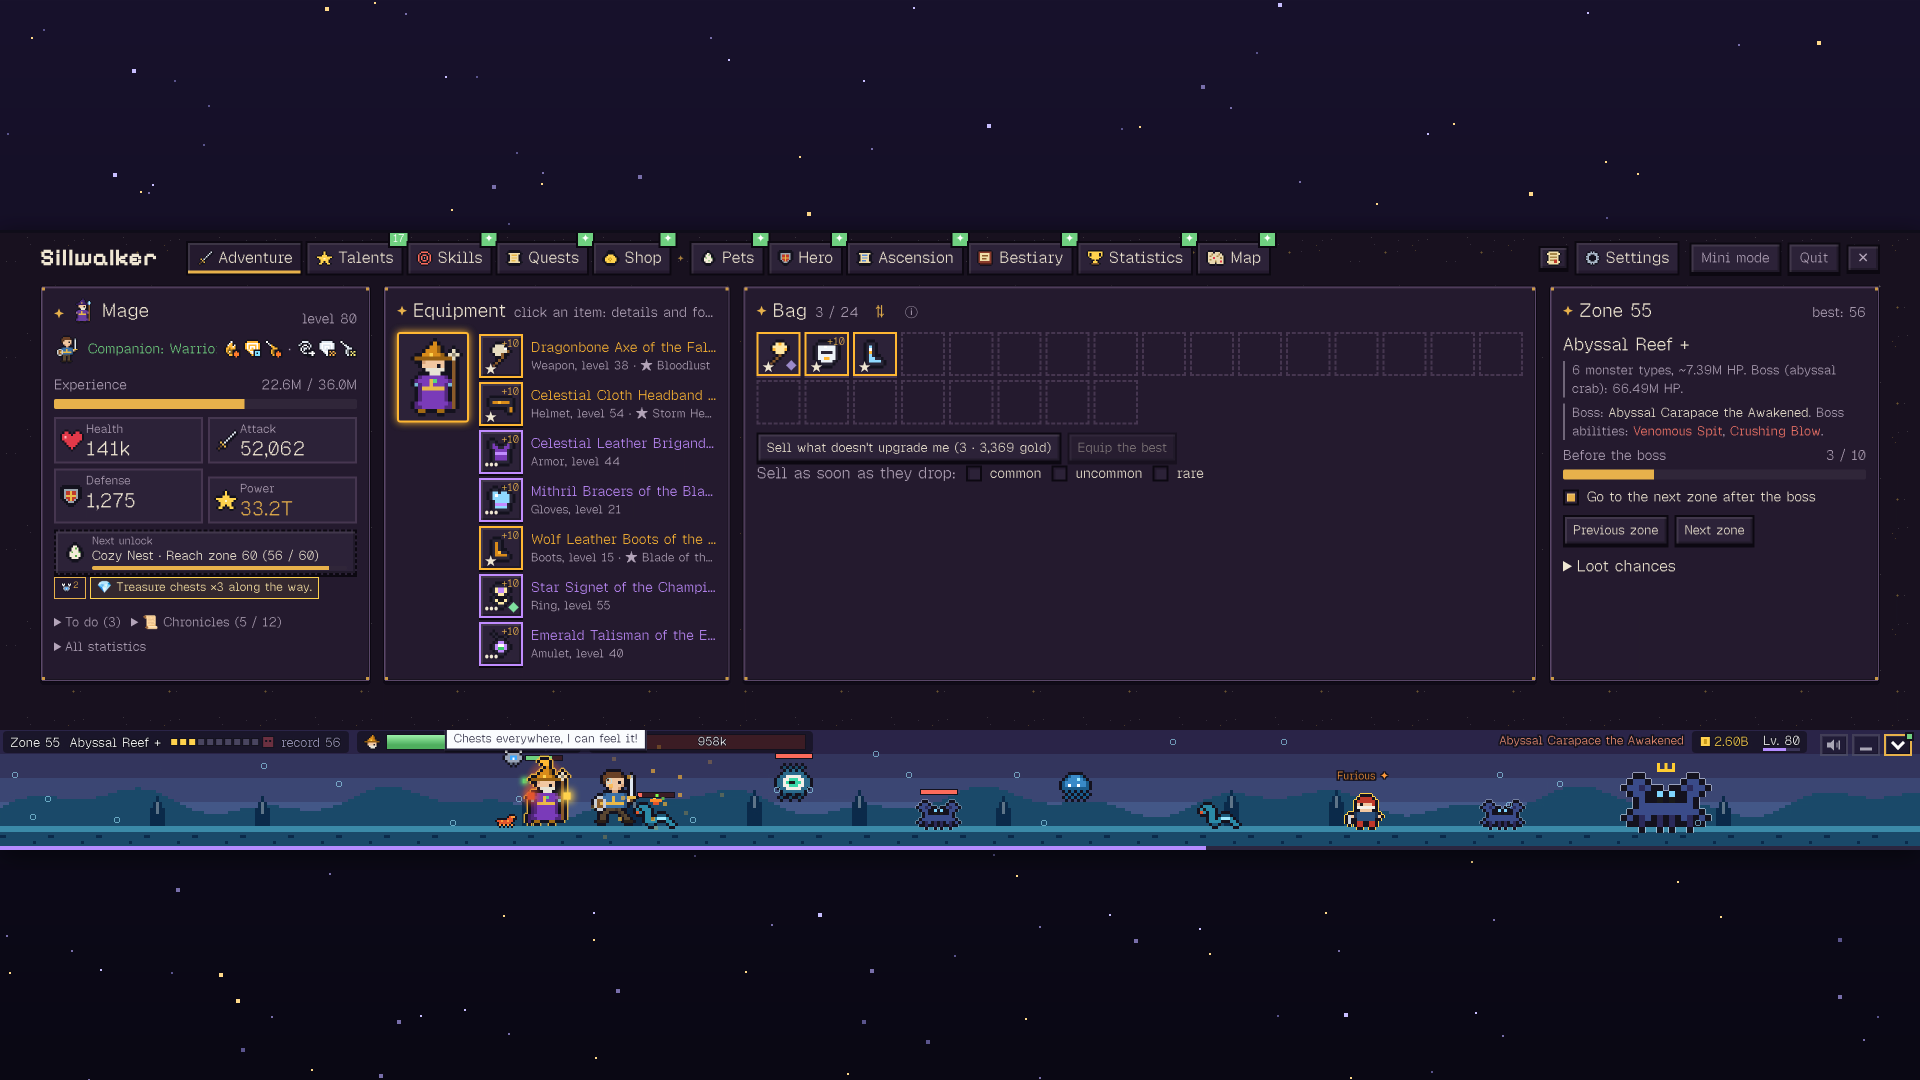 Sillwalker
Adventure
17
Talents
Skills
Quests
Shop
Pets
Hero
Ascension
Bestiary
Statistics
Map
Settings
Mini mode
Quit
×
Mage
level 80
Companion: Warrio
Experience
22.6M / 36.0M
Health
141k
Attack
52,062
Defense
1,275
Power
33.2T
Next unlock
Cozy Nest · Reach zone 60 (56 / 60)
2
Treasure chests ×3 along the way.
To do (3)
Chronicles (5 / 12)
All statistics
Equipment click an item: details and fo...
+10
Dragonbone Axe of the Fal...
Weapon, level 38 · ★ Bloodlust
+10
Celestial Cloth Headband ...
Helmet, level 54 · ★ Storm He...
+10
Celestial Leather Brigand...
Armor, level 44
+10
Mithril Bracers of the Bla...
Gloves, level 21
+10
Wolf Leather Boots of the ...
Boots, level 15 · ★ Blade of th...
+10
Star Signet of the Champi...
Ring, level 55
+10
Emerald Talisman of the E...
Amulet, level 40
Bag 3 / 24
+10
Sell what doesn't upgrade me (3 · 3,369 gold)
Equip the best
Sell as soon as they drop:
common
uncommon
rare
Zone 55
best: 56
Abyssal Reef +
6 monster types, ~7.39M HP. Boss (abyssal
crab): 66.49M HP.
Boss: Abyssal Carapace the Awakened. Boss
abilities: Venomous Spit, Crushing Blow.
Before the boss
3 / 10
Go to the next zone after the boss
Previous zone
Next zone
Loot chances
Zone 55 Abyssal Reef +
record 56
Chests everywhere, I can feel it!
958k
Abyssal Carapace the Awakened
2.60B
Lv. 80
Furious